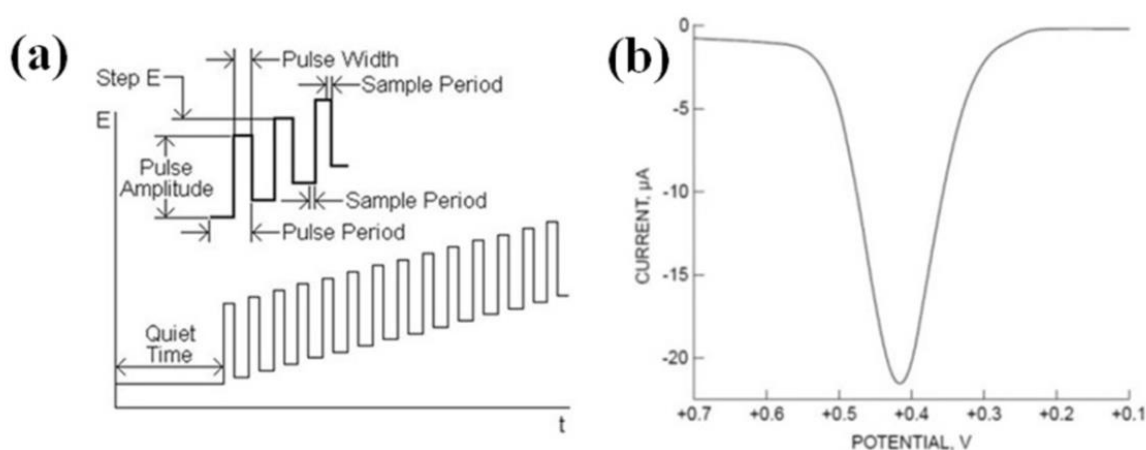 (a)
Pulse Width
Step E
Sample Period
E
Pulse
Amplitude
Sample Period
Pulse Period
Quiet
Time
t
(b)
0
-5
-10
-15
-20
CURRENT, µA
+0.7 +0.6 +0.5 +0.4 +0.3 +0.2 +0.1
POTENTIAL, V